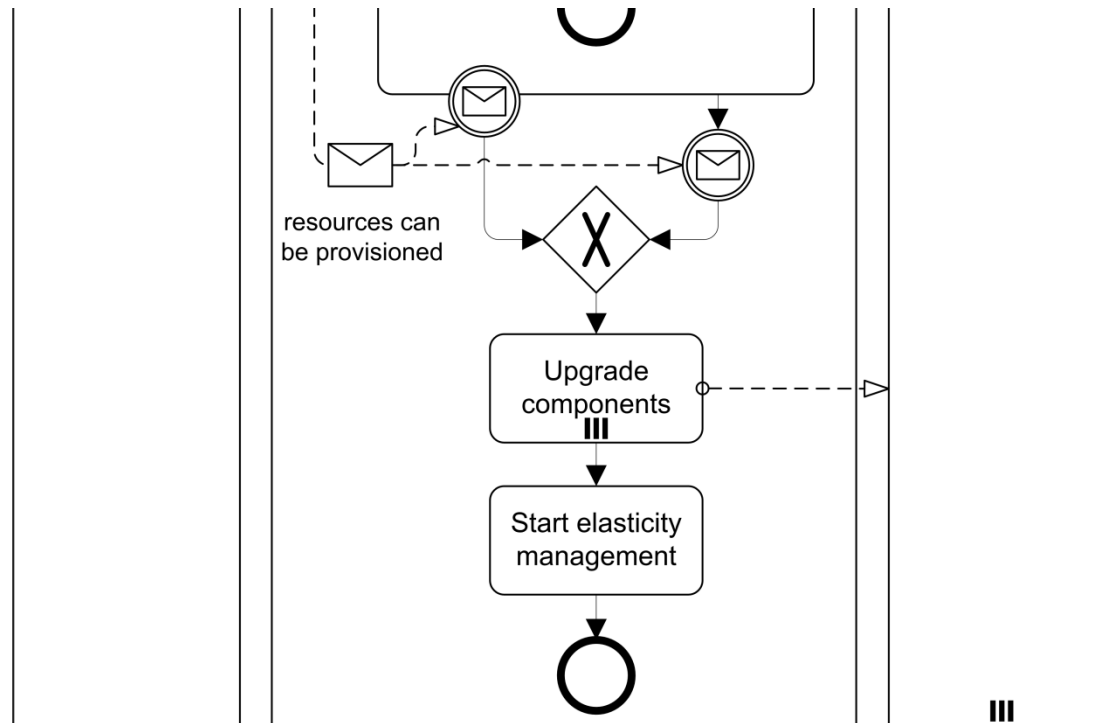 resources can
be provisioned
Upgrade
components
Start elasticity
management